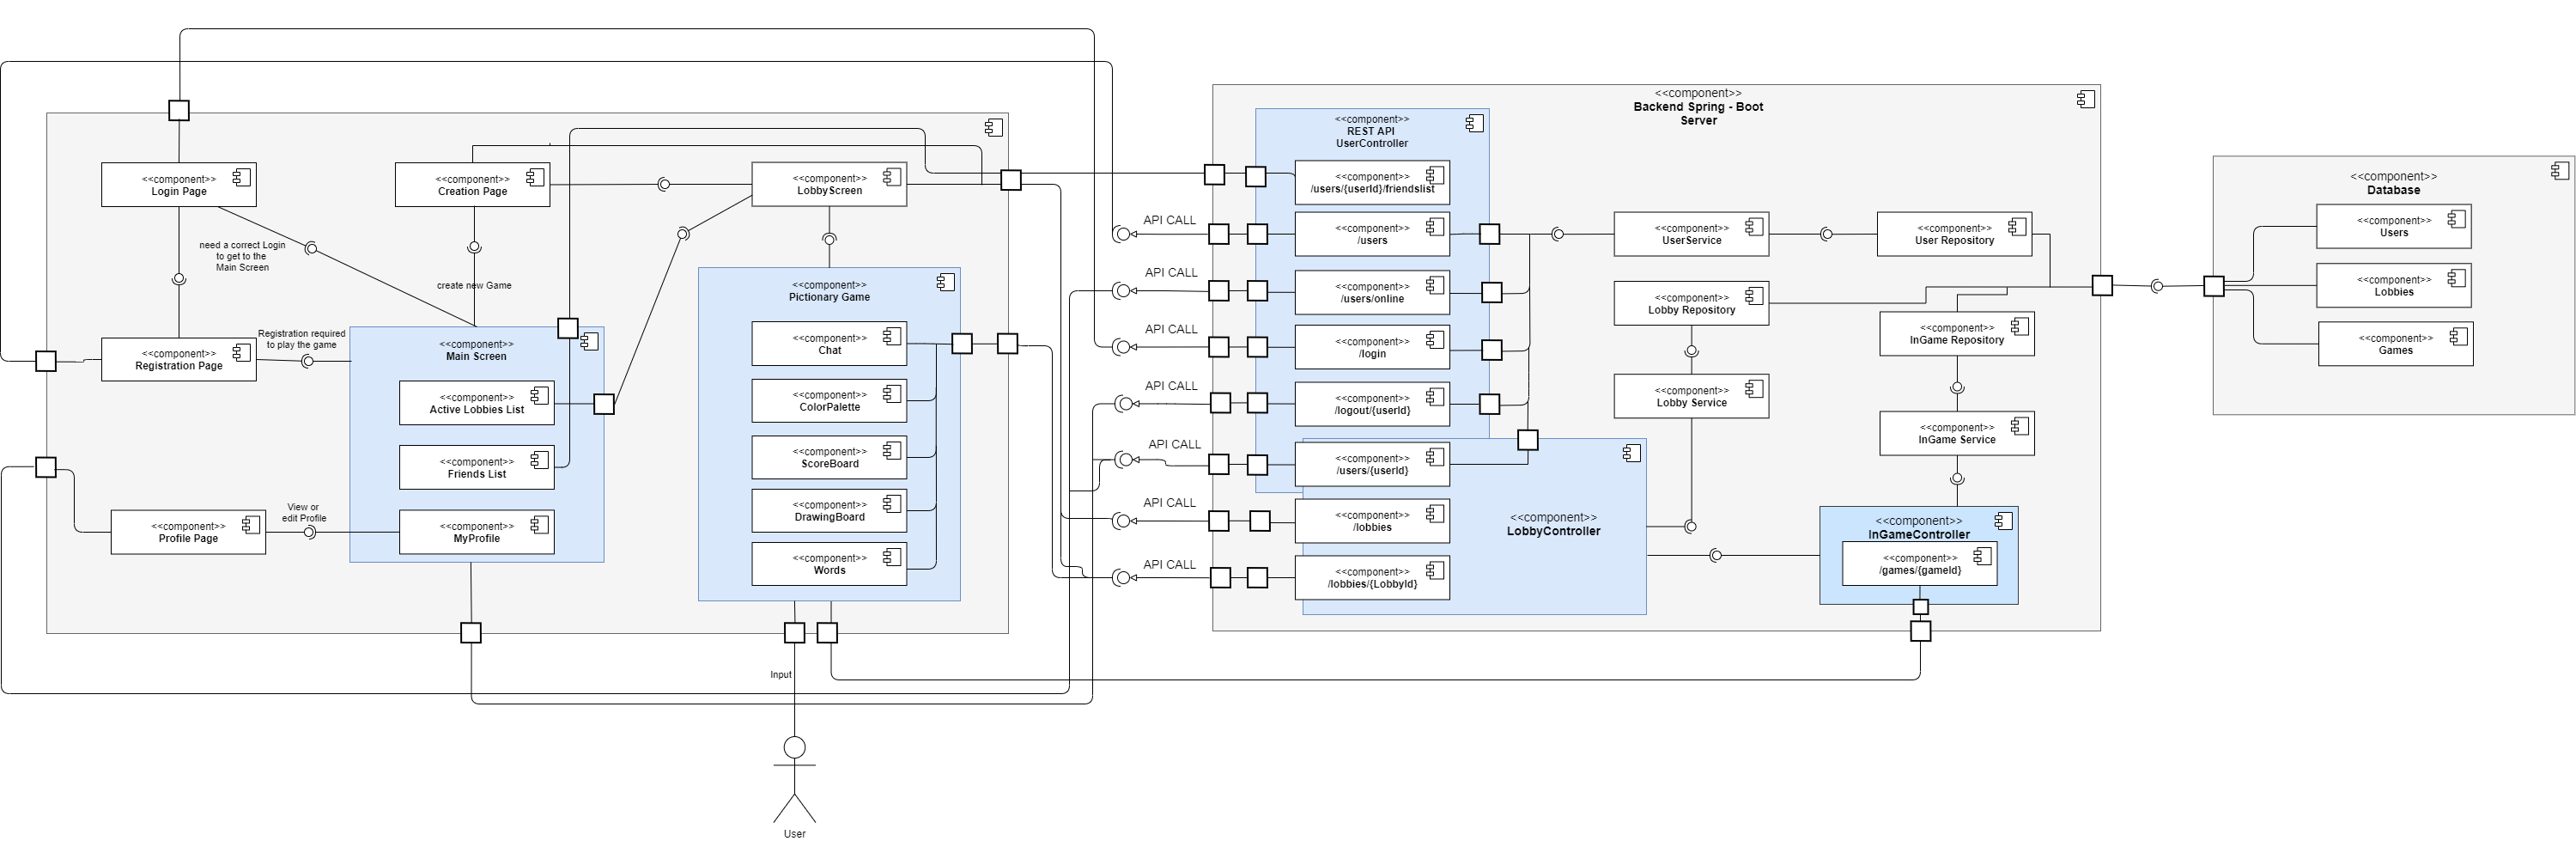 <<component>>
Login Page
<<component>>
Creation Page
<<component>>
LobbyScreen
need a correct Login
to get to the
Main Screen
create new Game
<<component>>
Registration Page
Registration required
to play the game
<<component>>
Main Screen
<<component>>
Active Lobbies List
<<component>>
Friends List
<<component>>
MyProfile
<<component>>
Profile Page
View or
edit Profile
<<component>>
Pictionary Game
<<component>>
Chat
<<component>>
ColorPalette
<<component>>
ScoreBoard
<<component>>
DrawingBoard
<<component>>
Words
Input
User
API CALL
API CALL
API CALL
API CALL
API CALL
API CALL
API CALL
<<component>>
Backend Spring - Boot
Server
<<component>>
REST API
UserController
<<component>>
/users/{userId}/friendslist
<<component>>
/users
<<component>>
/users/online
<<component>>
/login
<<component>>
/logout/{userId}
<<component>>
/users/{userId}
<<component>>
/lobbies
<<component>>
/lobbies/{LobbyId}
<<component>>
LobbyController
<<component>>
UserService
<<component>>
User Repository
<<component>>
Lobby Repository
<<component>>
InGame Repository
<<component>>
Lobby Service
<<component>>
InGame Service
<<component>>
InGameController
<<component>>
/games/{gameId}
<<component>>
Database
<<component>>
Users
<<component>>
Lobbies
<<component>>
Games